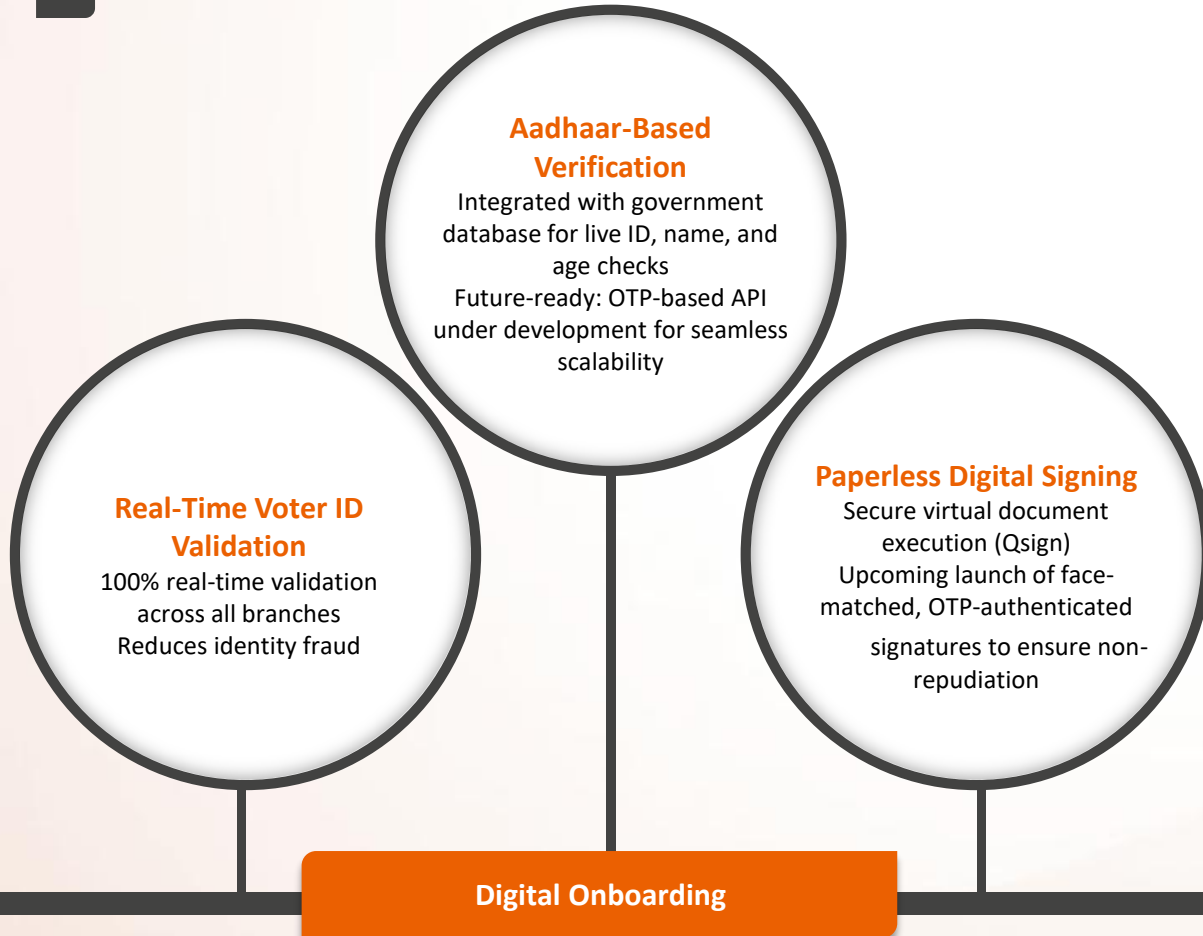 Aadhaar-Based
Verification
Integrated with government
database for live ID, name, and
age checks
Future-ready: OTP-based API
under development for seamless
scalability
Real-Time Voter ID
Validation
100% real-time validation
across all branches
Reduces identity fraud
Paperless Digital Signing
Secure virtual document
execution (Qsign)
Upcoming launch of face-
matched, OTP-authenticated
signatures to ensure non-
repudiation
Digital Onboarding